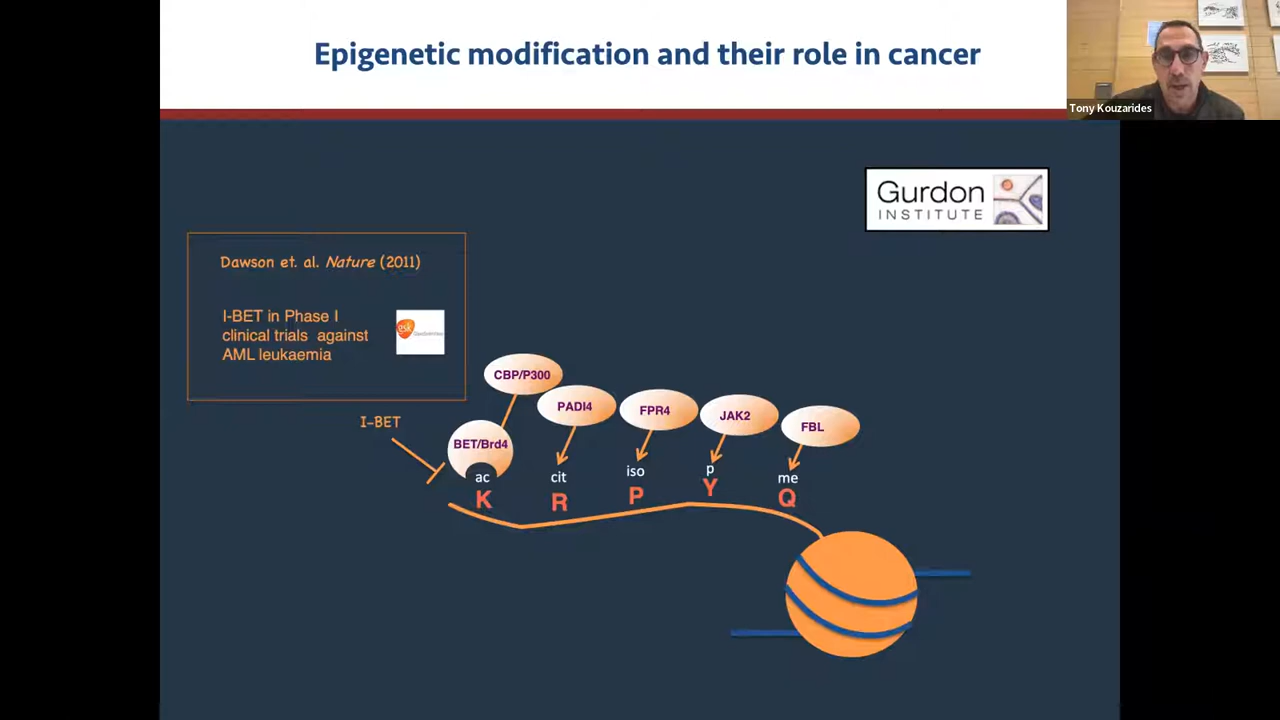 Epigenetic modification and their role in cancer
Tony Kouzarides
Gurdon
INSTITUTE
Dawson et. al. Nature (2011)
I-BET in Phase I
clinical trials against
AML leukaemia
gsk
I-BET
CBP/P300
PADI4
FPR4
JAK2
FBL
BET/Brd4
ac
cit
iso
p
me
K
R
P
Y
Q